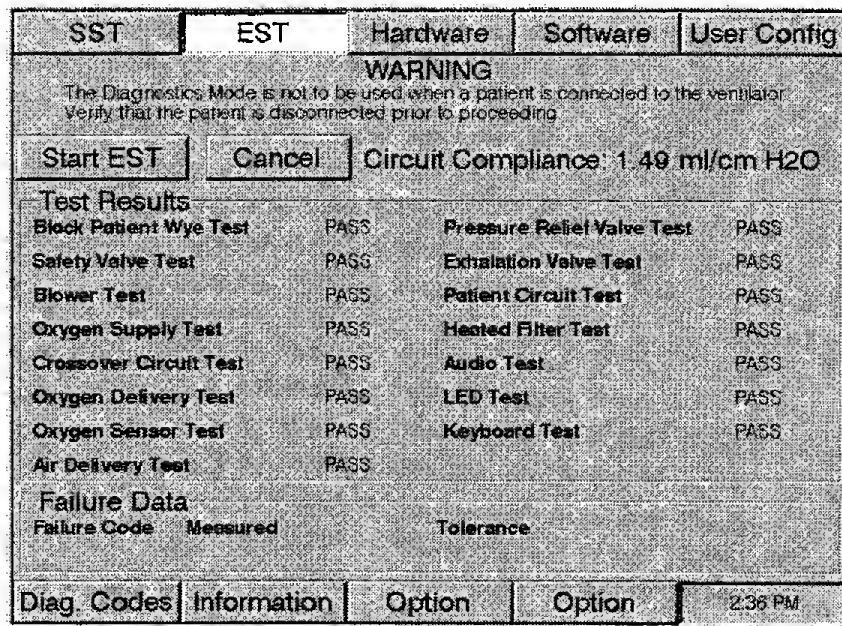 SST EST Hardware Software User Config
WARNING
The Diagnostics Mode is not to be used when a patient is connected to the ventilator
Verify that the patient is disconnected prior to proceeding
Start EST Cancel Circuit Compliance: 1.49 ml/cm H2O
Test Results
Block Patient Wye Test PASS Pressure Relief Valve Test PASS
Safety Valve Test PASS Exhalation Valve Test PASS
Blower Test PASS Patient Circuit Test PASS
Oxygen Supply Test PASS Heated Filter Test PASS
Crossover Circuit Test PASS Audio Test PASS
Oxygen Delivery Test PASS LED Test PASS
Oxygen Sensor Test PASS Keyboard Test PASS
Air Delivery Test PASS
Failure Data
Failure Code Measured Tolerance
Diag. Codes Information Option Option 2:36 PM